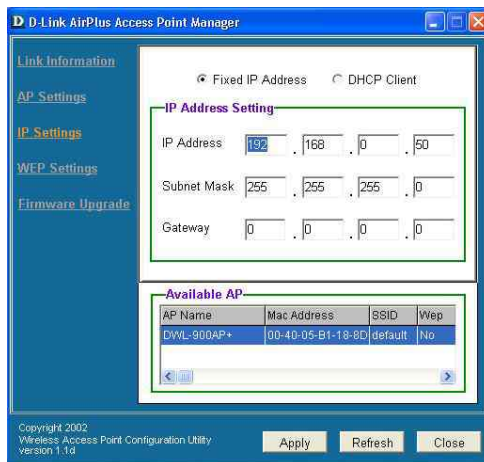 D-Link AirPlus Access Point Manager
Link Information
AP Settings
IP Settings
WEP Settings
Firmware Upgrade
Fixed IP Address DHCP Client
IP Address Setting
IP Address 192 . 168 . 0 . 50
Subnet Mask 255 . 255 . 255 . 0
Gateway 0 . 0 . 0 . 0
Available AP
AP Name Mac Address SSID Wep
DWL-900AP+ 00-40-05-B1-18-8D default No
Copyright 2002
Wireless Access Point Configuration Utility
version 1.1d
Apply Refresh Close